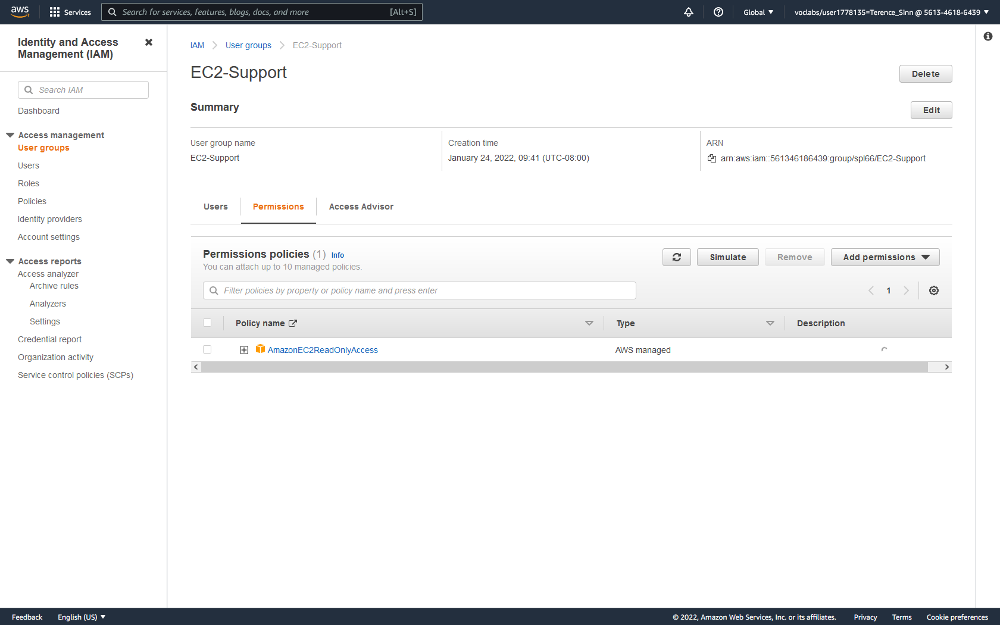 aws
Services
Search for services, features, blogs, docs, and more
[Alt+S]
Global
voclabs/user1778135=Terence_Sinn @ 5613-4618-6439
Identity and Access
Management (IAM)
Search IAM
Dashboard
Access management
User groups
Users
Roles
Policies
Identity providers
Account settings
Access reports
Access analyzer
Archive rules
Analyzers
Settings
Credential report
Organization activity
Service control policies (SCPs)
IAM
User groups
EC2-Support
EC2-Support
Delete
Summary
Edit
User group name
EC2-Support
Creation time
January 24, 2022, 09:41 (UTC-08:00)
ARN
arn:aws:iam::561346186439:group/spl66/EC2-Support
Users
Permissions
Access Advisor
Permissions policies (1) Info
You can attach up to 10 managed policies.
Simulate
Remove
Add permissions
Filter policies by property or policy name and press enter
1
Policy name
Type
Description
AmazonEC2ReadOnlyAccess
AWS managed
Feedback
English (US)
© 2022, Amazon Web Services, Inc. or its affiliates.
Privacy
Terms
Cookie preferences